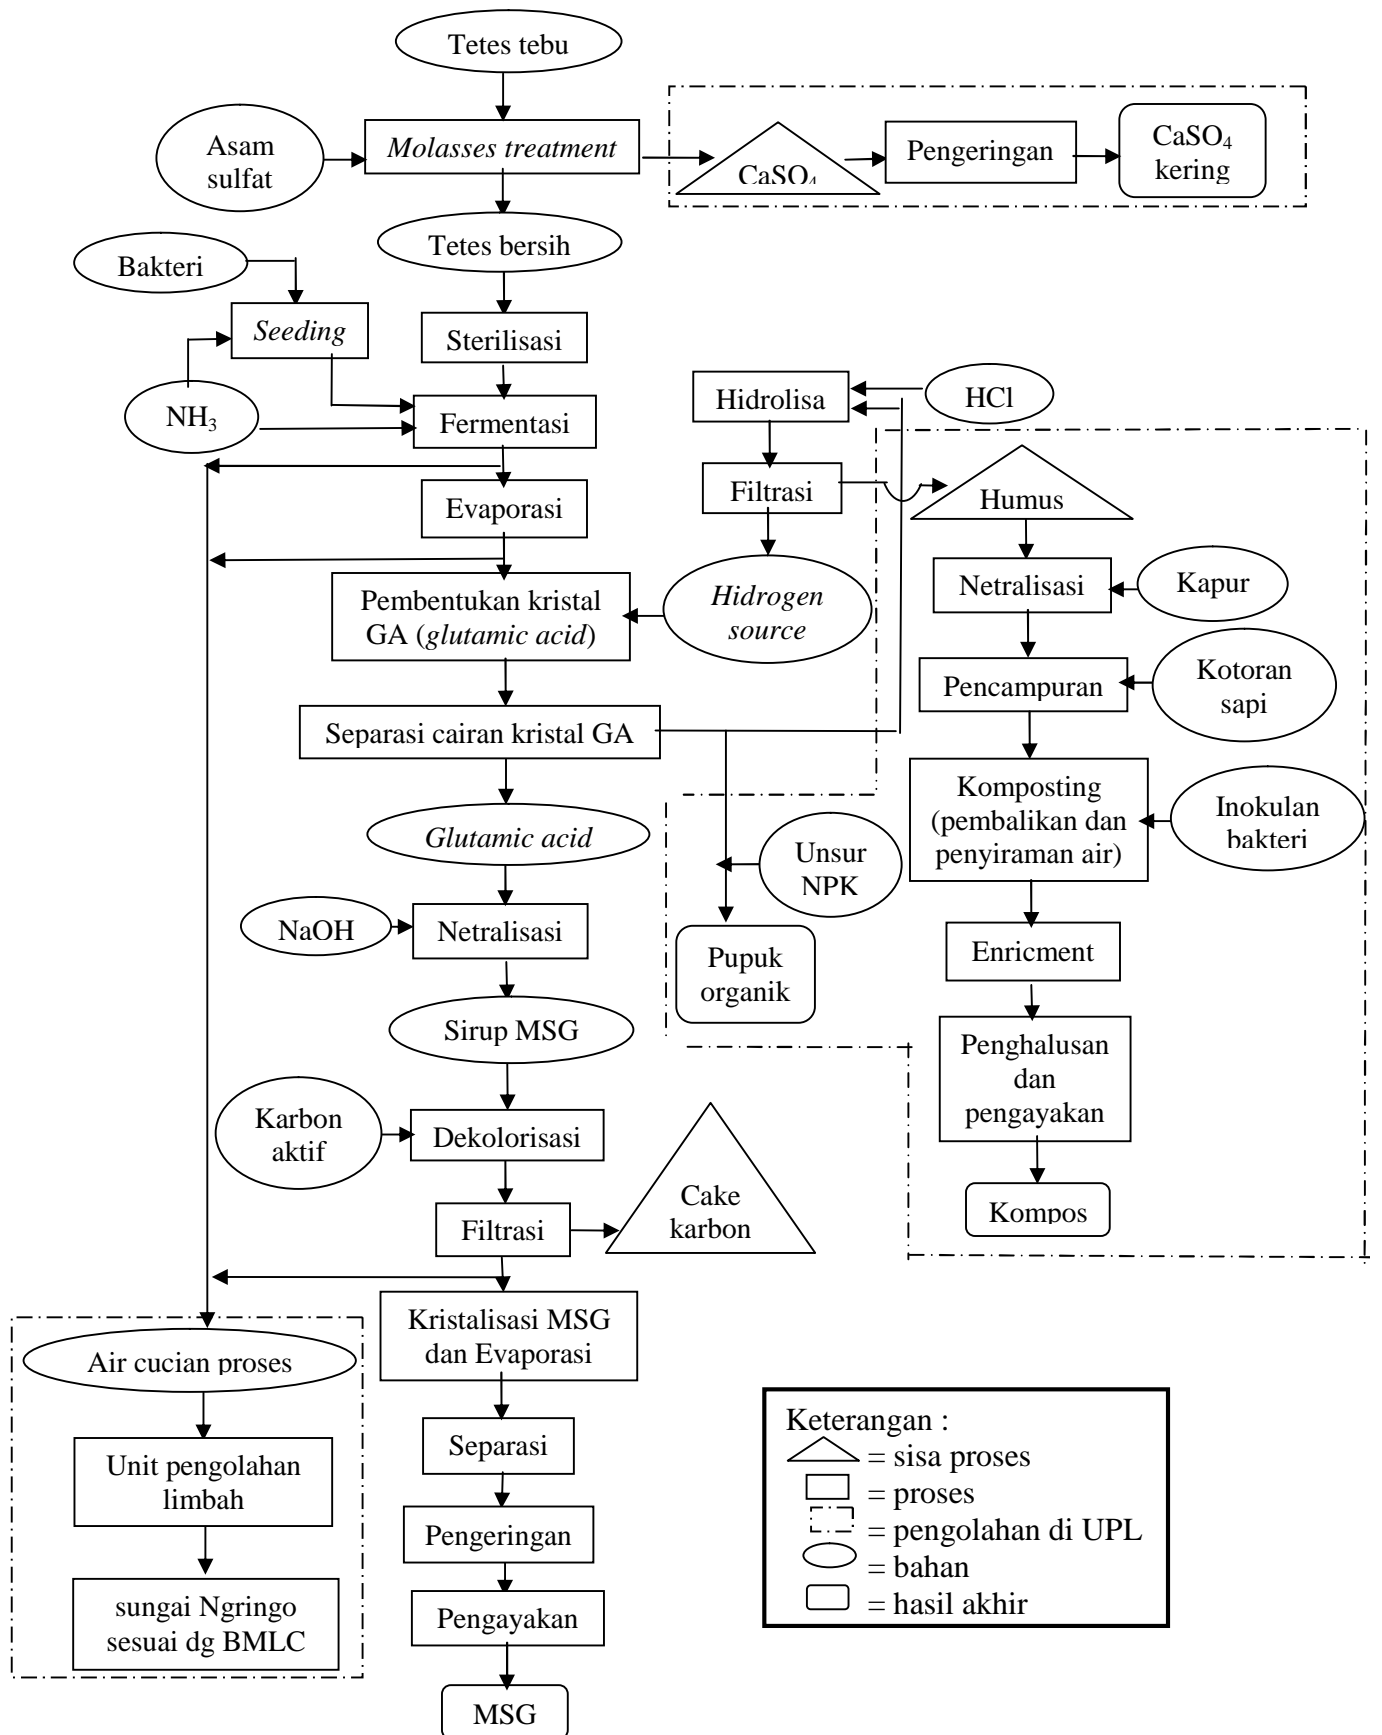 Tetes tebu
Asam
sulfat
Molasses treatment
CaSO₄
Pengeringan
CaSO₄
kering
Tetes bersih
Bakteri
Seeding
Sterilisasi
NH₃
Fermentasi
Hidrolisa
HCl
Evaporasi
Filtrasi
Humus
Pembentukan kristal
GA (glutamic acid)
Hidrogen
source
Netralisasi
Kapur
Pencampuran
Kotoran
sapi
Separasi cairan kristal GA
Komposting
(pembalikan dan
penyiraman air)
Inokulan
bakteri
Glutamic acid
Unsur
NPK
NaOH
Netralisasi
Enricment
Pupuk
organik
Sirup MSG
Penghalusan
dan
pengayakan
Karbon
aktif
Dekolorisasi
Cake
karbon
Kompos
Filtrasi
Kristalisasi MSG
dan Evaporasi
Air cucian proses
Separasi
Unit pengolahan
limbah
Pengeringan
sungai Ngringo
sesuai dg BMLC
Pengayakan
MSG
Keterangan :
= sisa proses
= proses
= pengolahan di UPL
= bahan
= hasil akhir